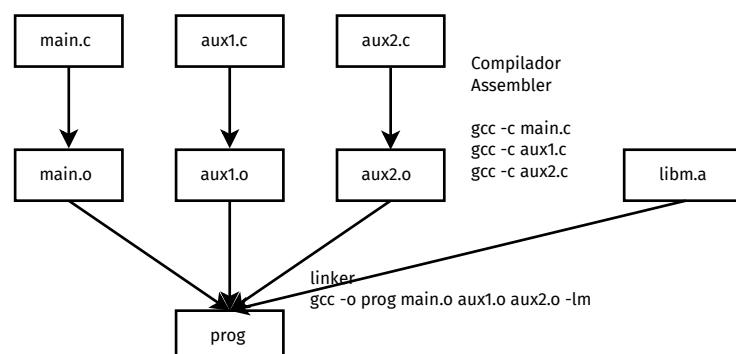 main.c
aux1.c
aux2.c
Compilador
Assembler
gcc -c main.c
gcc -c aux1.c
gcc -c aux2.c
main.o
aux1.o
aux2.o
libm.a
linker
gcc -o prog main.o aux1.o aux2.o -lm
prog